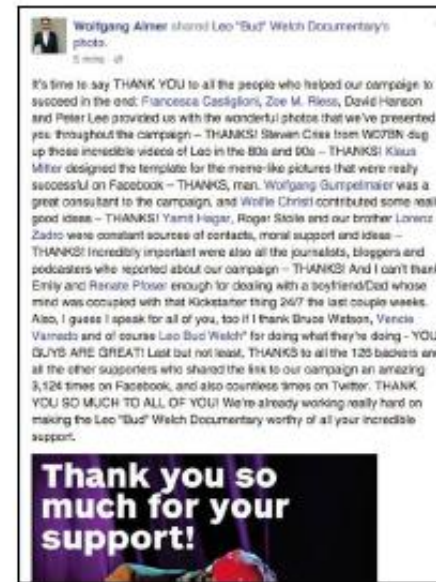 Wolfgang Almer shared Leo "Bud" Welch Documentary's
photo.
5 mins
It's time to say THANK YOU to all the people who helped our campaign to
succeed in the end: Francesca Castiglioni, Zoe M. Riess, David Hanson
and Peter Lee provided us with the wonderful photos that we've presented
you throughout the campaign – THANKS! Steven Crise from W07BN dug
up those incredible videos of Leo in the 80s and 90s – THANKS! Klaus
Mitter designed the template for the meme-like pictures that were really
successful on Facebook – THANKS, man. Wolfgang Gumpelmaier was a
great consultant to the campaign, and Wolfie Christl contributed some really
good ideas – THANKS! Yamit Hagar, Roger Stolle and our brother Lorenz
Zadro were constant sources of contacts, moral support and ideas –
THANKS! Incredibly important were also all the journalists, bloggers and
podcasters who reported about our campaign – THANKS! And I can't thank
Emily and Renate Pfoser enough for dealing with a boyfriend/Dad whose
mind was occupied with that Kickstarter thing 24/7 the last couple weeks.
Also, I guess I speak for all of you, too if I thank Bruce Watson, Vencie
Varnado and of course Leo Bud Welch" for doing what they're doing - YOU
GUYS ARE GREAT! Last but not least, THANKS to all the 126 backers and
all the other supporters who shared the link to our campaign an amazing
3,124 times on Facebook, and also countless times on Twitter. THANK
YOU SO MUCH TO ALL OF YOU! We're already working really hard on
making the Leo "Bud" Welch Documentary worthy of all your incredible
support.
Thank you so
much for your
support!